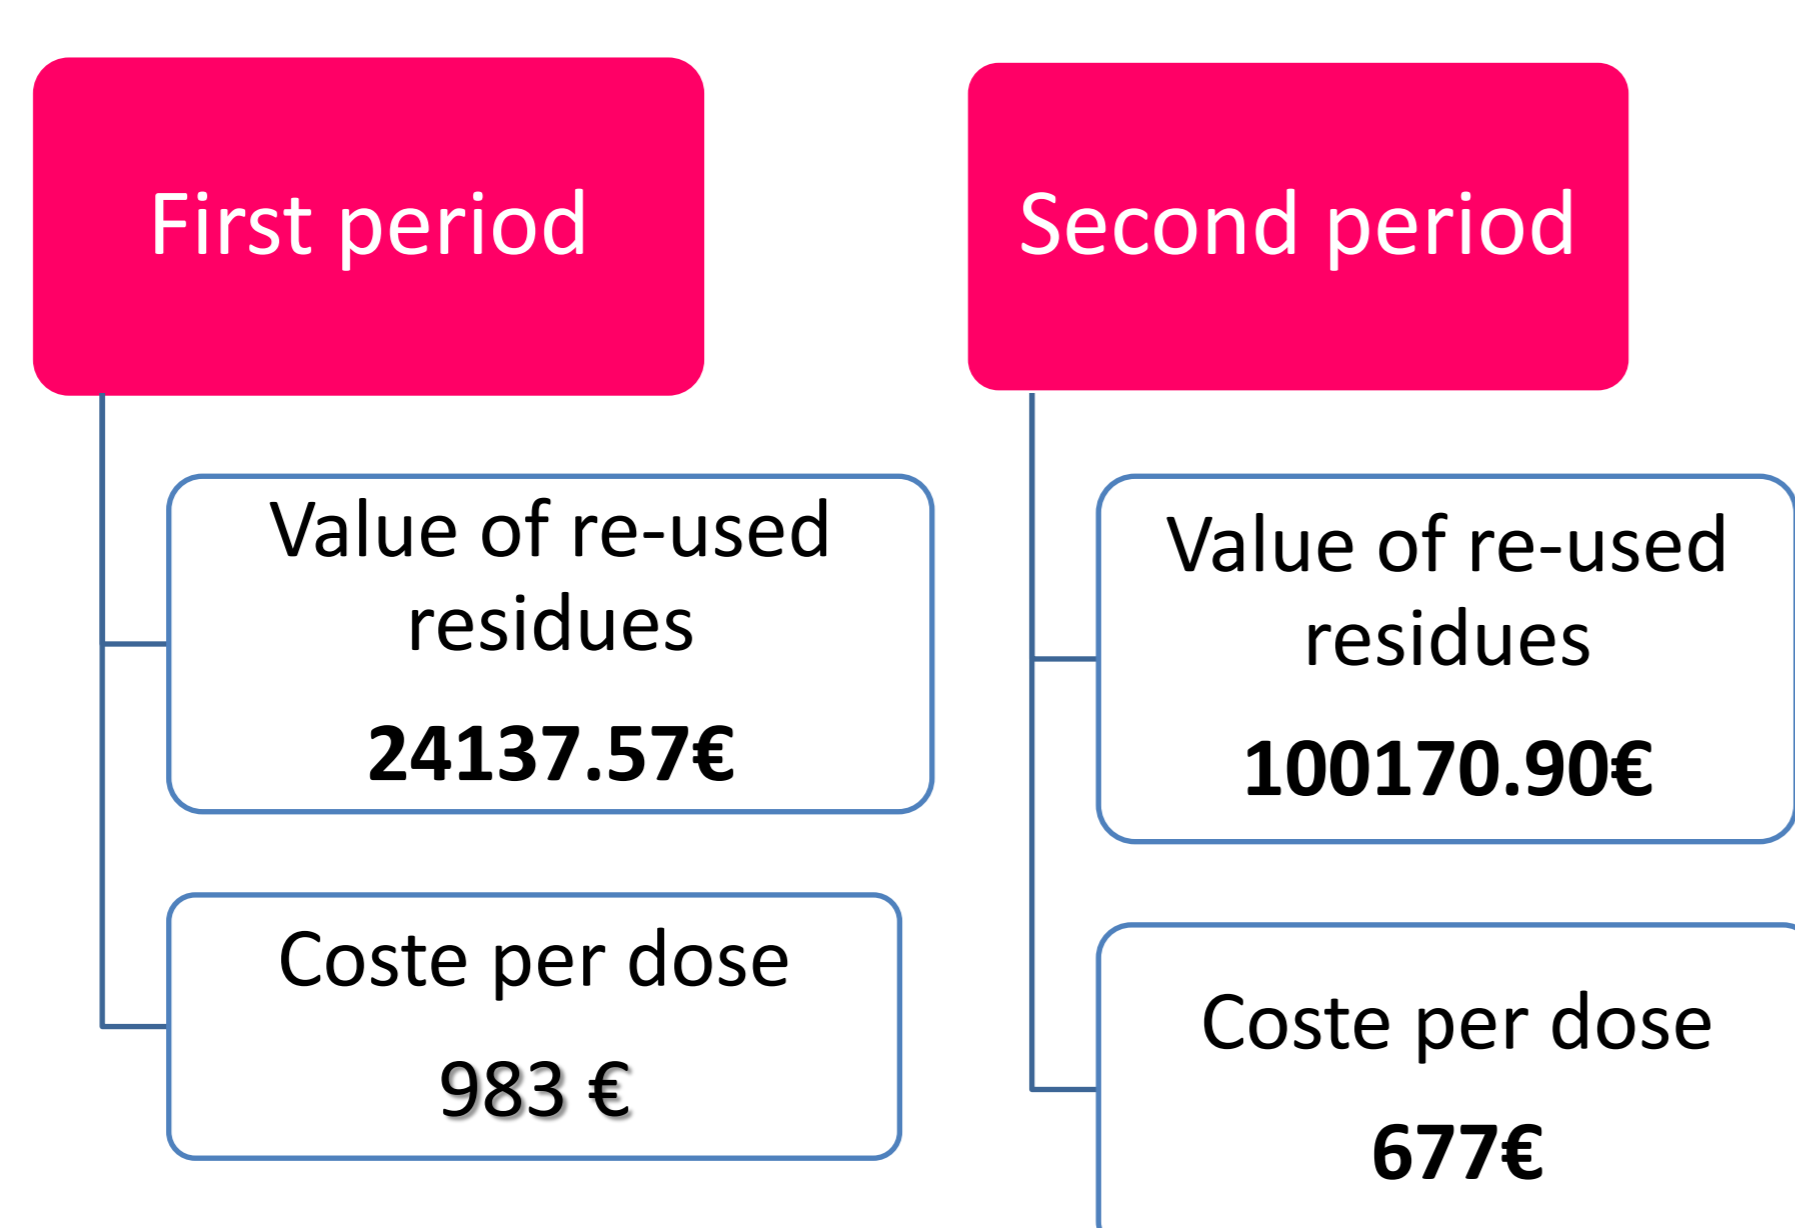 First period
Value of re-used
residues
24137.57€
Coste per dose
983 €
Second period
Value of re-used
residues
100170.90€
Coste per dose
677€